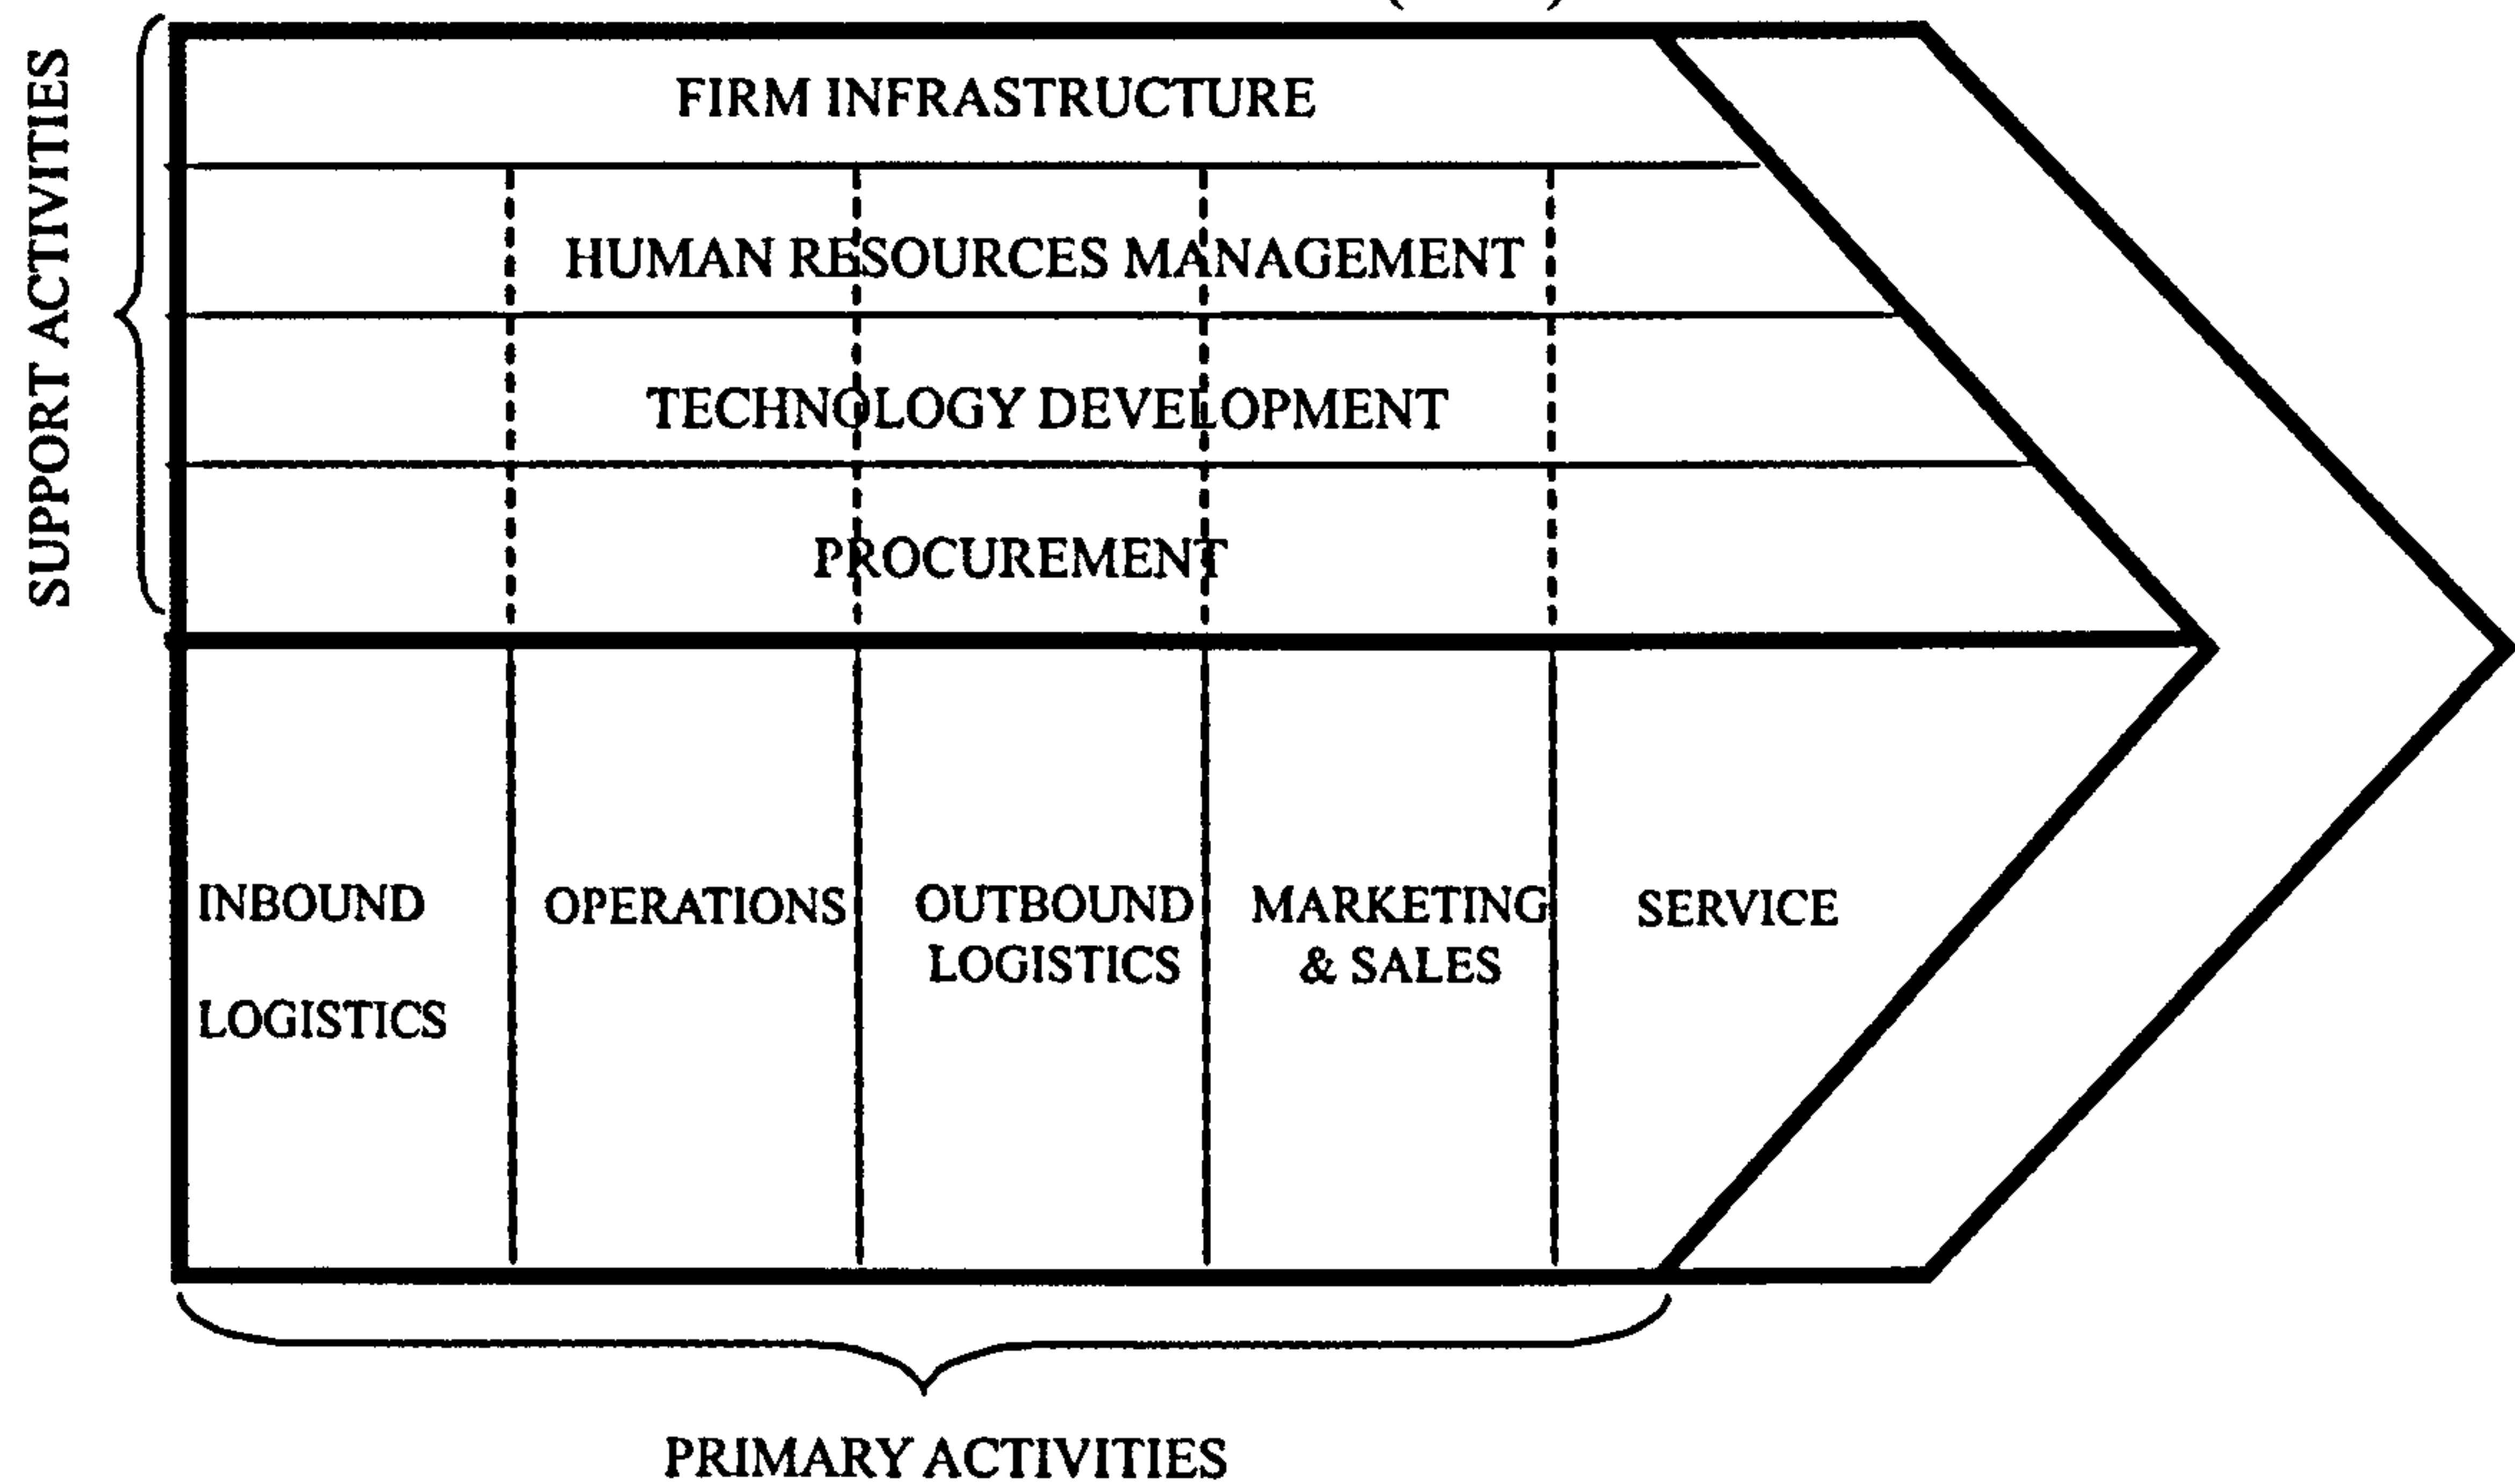 SUPPORT ACTIVITIES
FIRM INFRASTRUCTURE
HUMAN RESOURCES MANAGEMENT
TECHNOLOGY DEVELOPMENT
PROCUREMENT
INBOUND
LOGISTICS
OPERATIONS
OUTBOUND
LOGISTICS
MARKETING
& SALES
SERVICE
PRIMARY ACTIVITIES